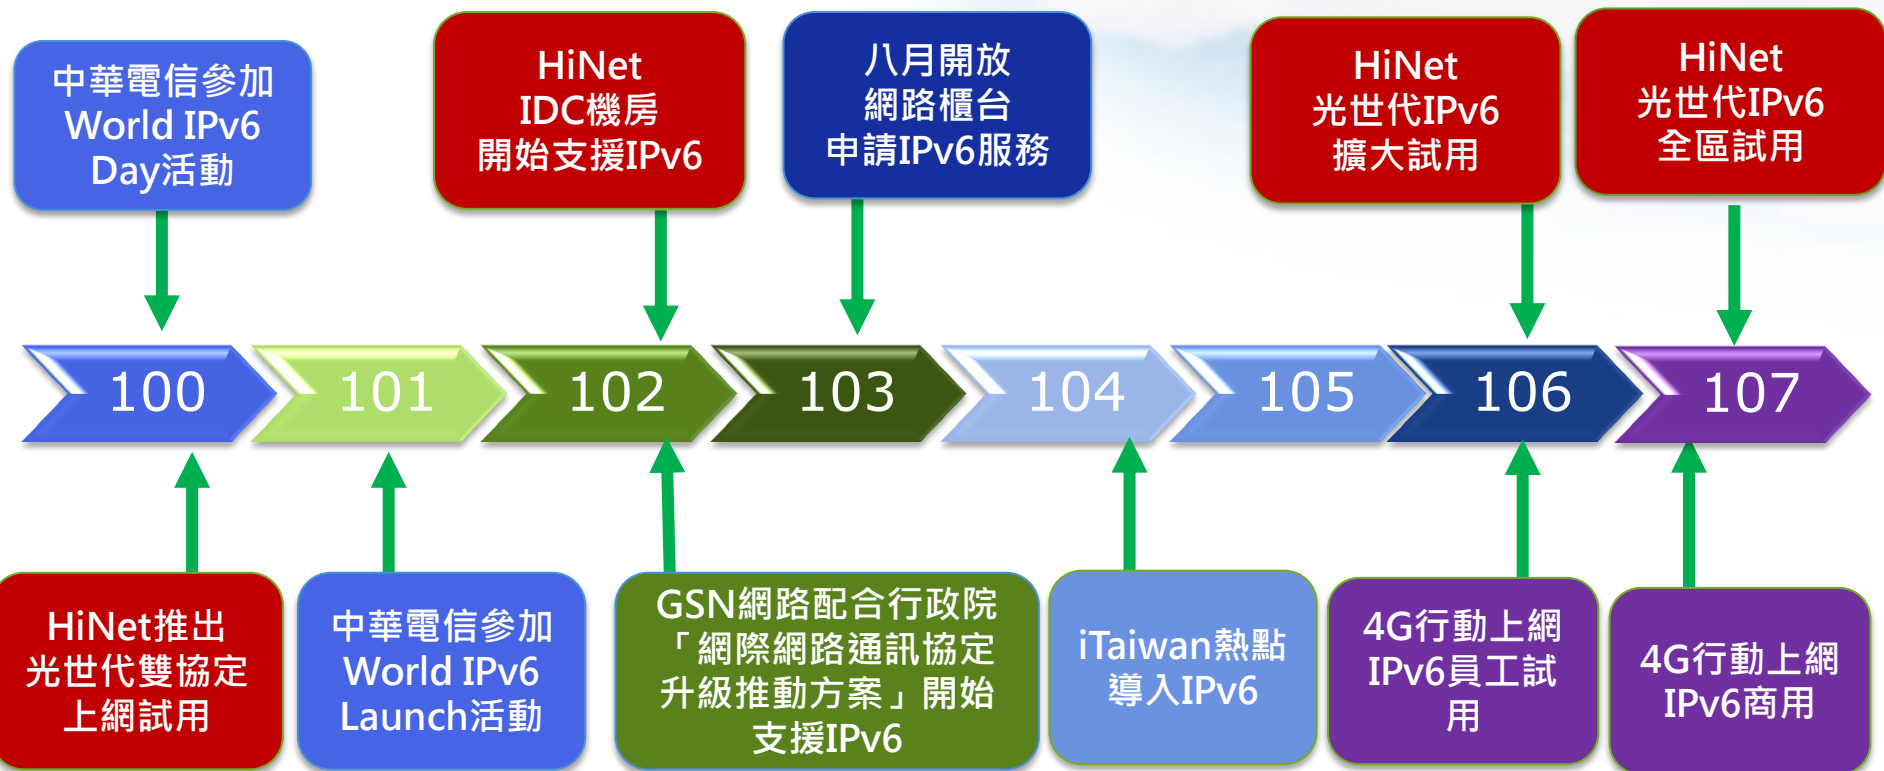 中華電信參加
World IPv6
Day活動
HiNet
IDC機房
開始支援IPv6
八月開放
網路櫃台
申請IPv6服務
HiNet
光世代IPv6
擴大試用
HiNet
光世代IPv6
全區試用
100
101
102
103
104
105
106
107
HiNet推出
光世代雙協定
上網試用
中華電信參加
World IPv6
Launch活動
GSN網路配合行政院
「網際網路通訊協定
升級推動方案」開始
支援IPv6
iTaiwan熱點
導入IPv6
4G行動上網
IPv6員工試
用
4G行動上網
IPv6商用